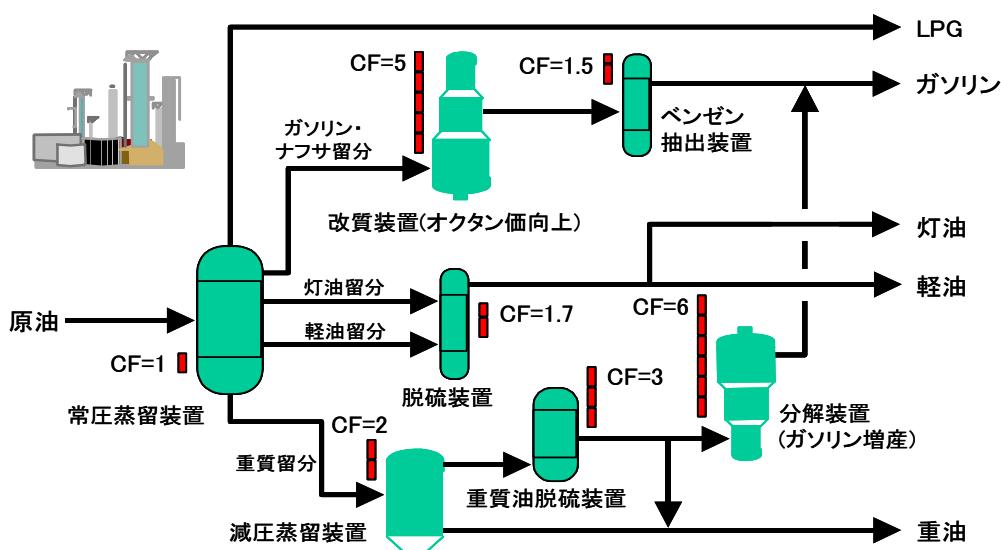 LPG
CF=5
CF=1.5
ガソリン
ベンゼン
抽出装置
ガソリン・
ナフサ留分
改質装置(オクタン価向上)
灯油
灯油留分
軽油
原油
CF=1.7
CF=6
軽油留分
CF=1
CF=3
脱硫装置
常圧蒸留装置
分解装置
(ガソリン増産)
CF=2
重質留分
重質油脱硫装置
減圧蒸留装置
重油